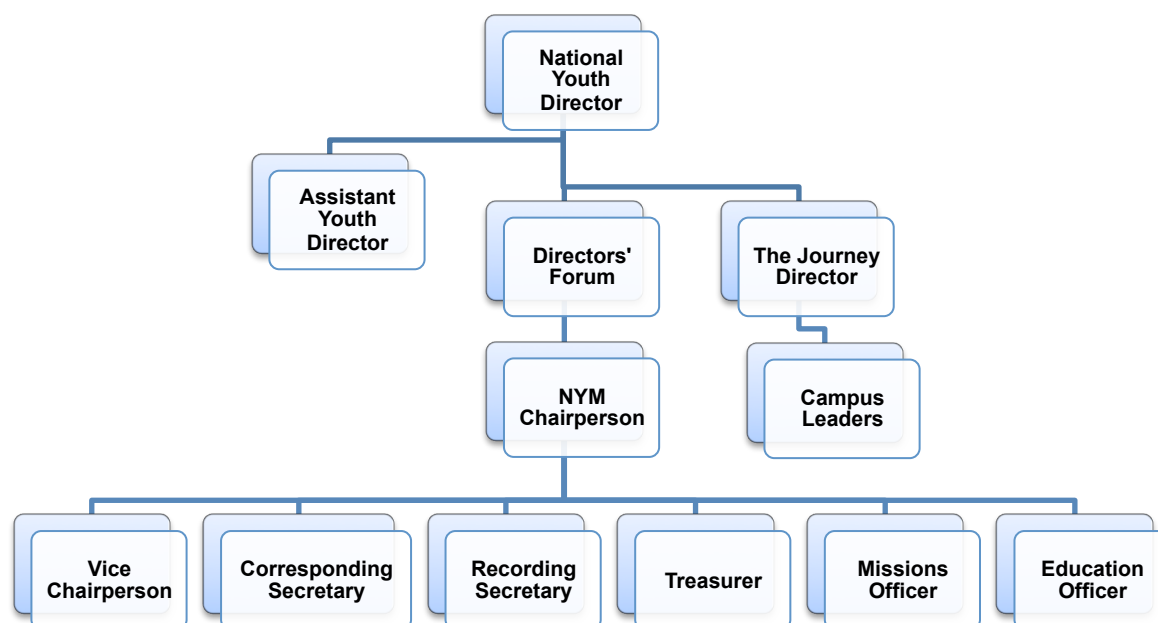 National
Youth
Director
Assistant
Youth
Director
Directors'
Forum
The Journey
Director
NYM
Chairperson
Campus
Leaders
Vice
Chairperson
Corresponding
Secretary
Recording
Secretary
Treasurer
Missions
Officer
Education
Officer